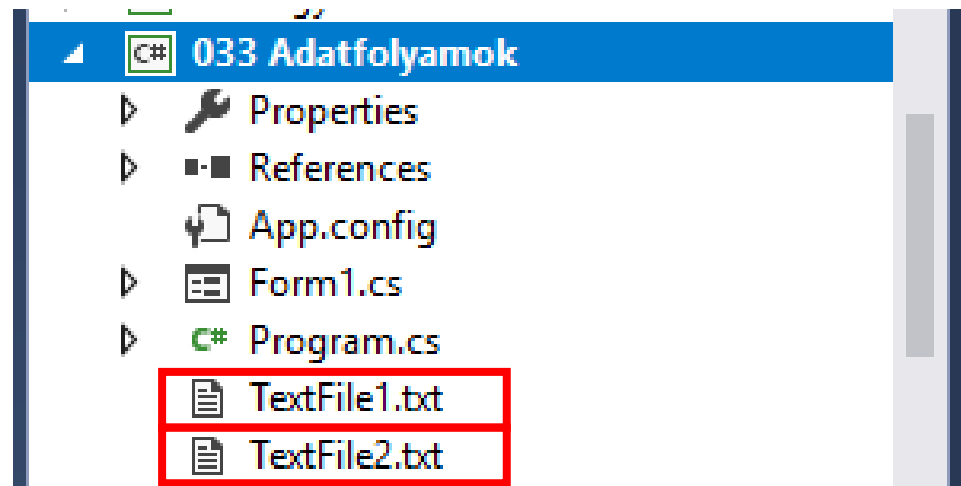 C# 033 Adatfolyamok
Properties
References
App.config
Form1.cs
C# Program.cs
TextFile1.txt
TextFile2.txt